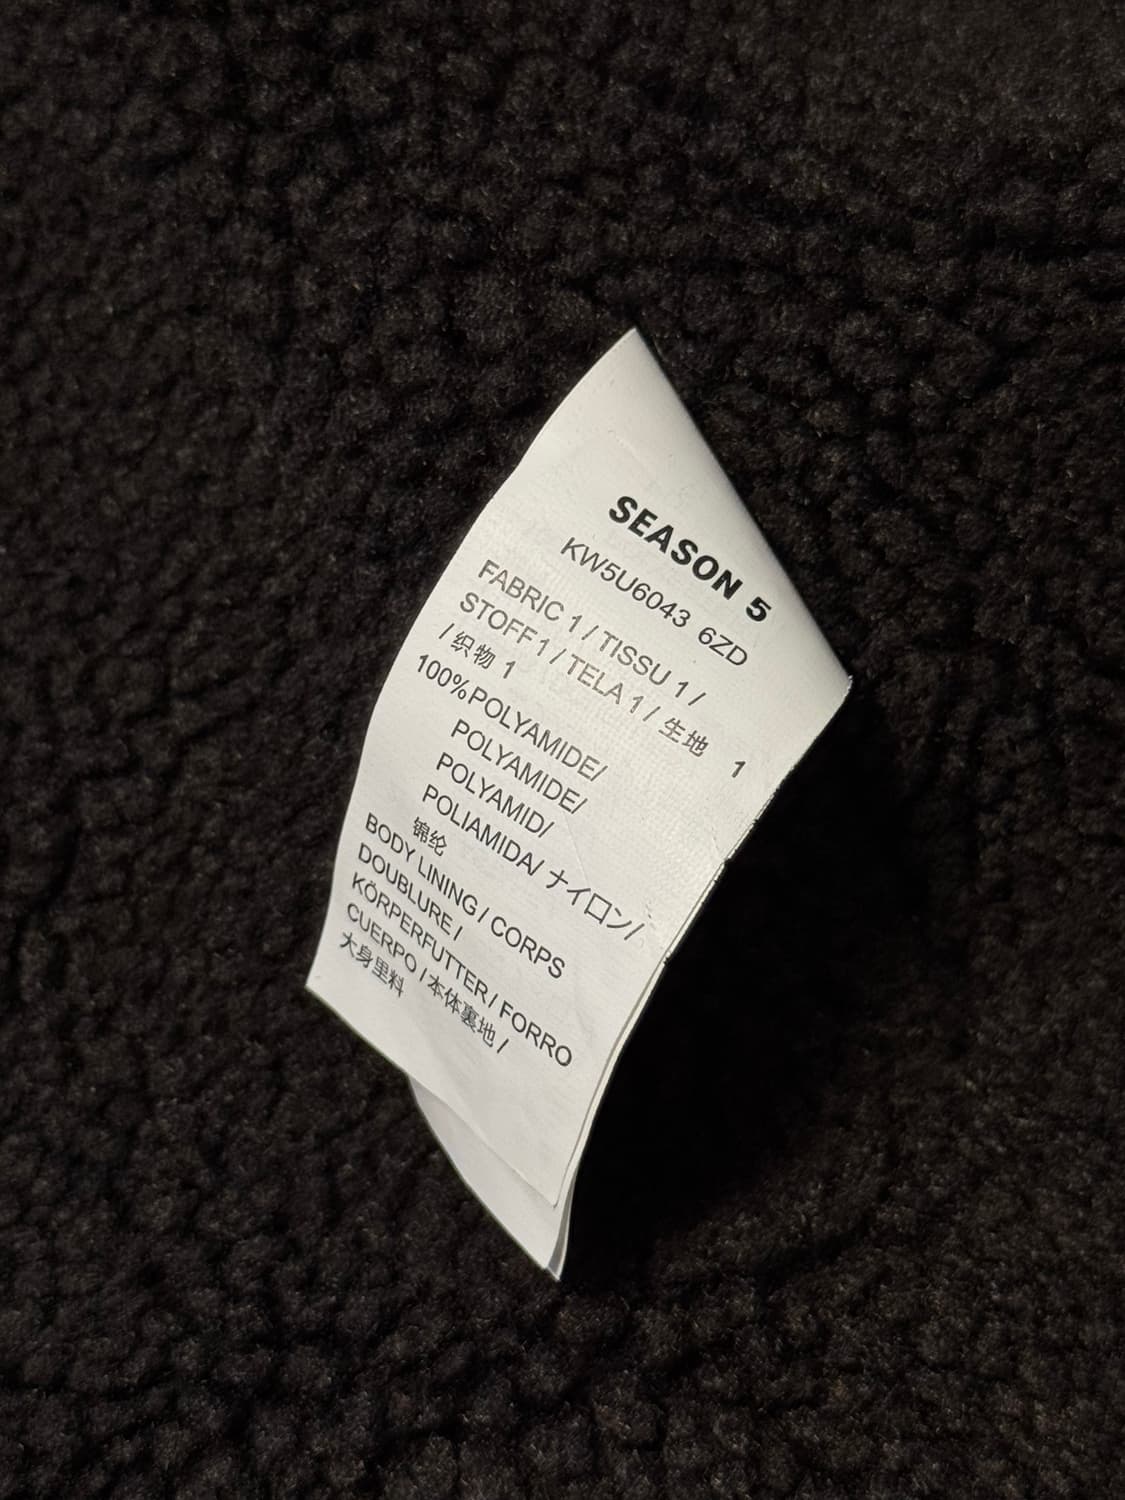 SEASON 5
KW5U6043 6ZD
FABRIC 1 / TISSU 1 /
STOFF 1 / TELA 1 / 生地 1
/ 织物 1
100%POLYAMIDE/
POLYAMIDE/
POLYAMID/
POLIAMIDA/ ナイロン/
锦纶
BODY LINING / CORPS
DOUBLURE /
KÖRPERFUTTER / FORRO
CUERPO / 本体裏地 /
大身里料